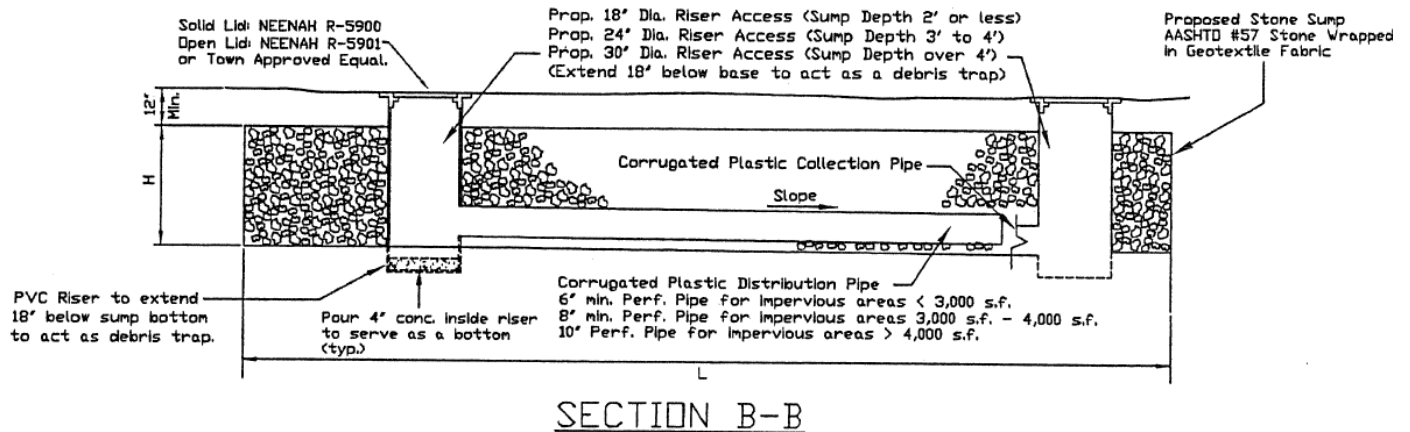 Solid Lid: NEENAH R-5900
Open Lid: NEENAH R-5901
or Town Approved Equal.
Prop. 18" Dia. Riser Access (Sump Depth 2' or less)
Prop. 24" Dia. Riser Access (Sump Depth 3' to 4')
Prop. 30" Dia. Riser Access (Sump Depth over 4')
(Extend 18" below base to act as a debris trap)
Proposed Stone Sump
AASHTO #57 Stone Wrapped
in Geotextile Fabric
12"
Min.
H
Corrugated Plastic Collection Pipe
Slope
PVC Riser to extend
18" below sump bottom
to act as debris trap.
Pour 4" conc. inside riser
to serve as a bottom
(typ.)
Corrugated Plastic Distribution Pipe
6" min. Perf. Pipe for impervious areas < 3,000 s.f.
8" min. Perf. Pipe for impervious areas 3,000 s.f. - 4,000 s.f.
10" Perf. Pipe for impervious areas > 4,000 s.f.
L
SECTION B-B